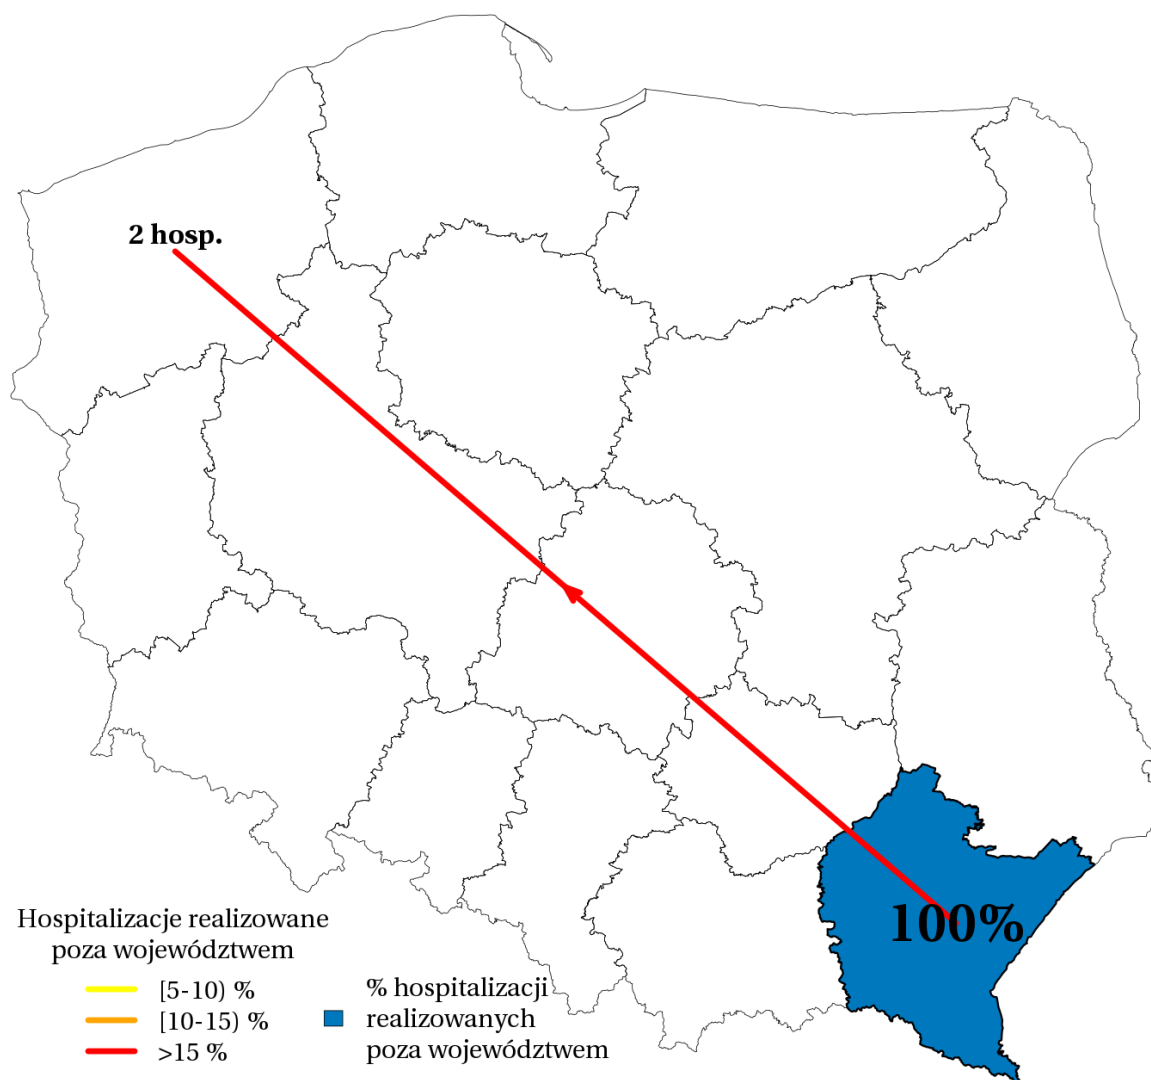 2 hosp.
100%
Hospitalizacje realizowane
poza województwem
[5-10) %
[10-15) %
>15 %
% hospitalizacji
realizowanych
poza województwem